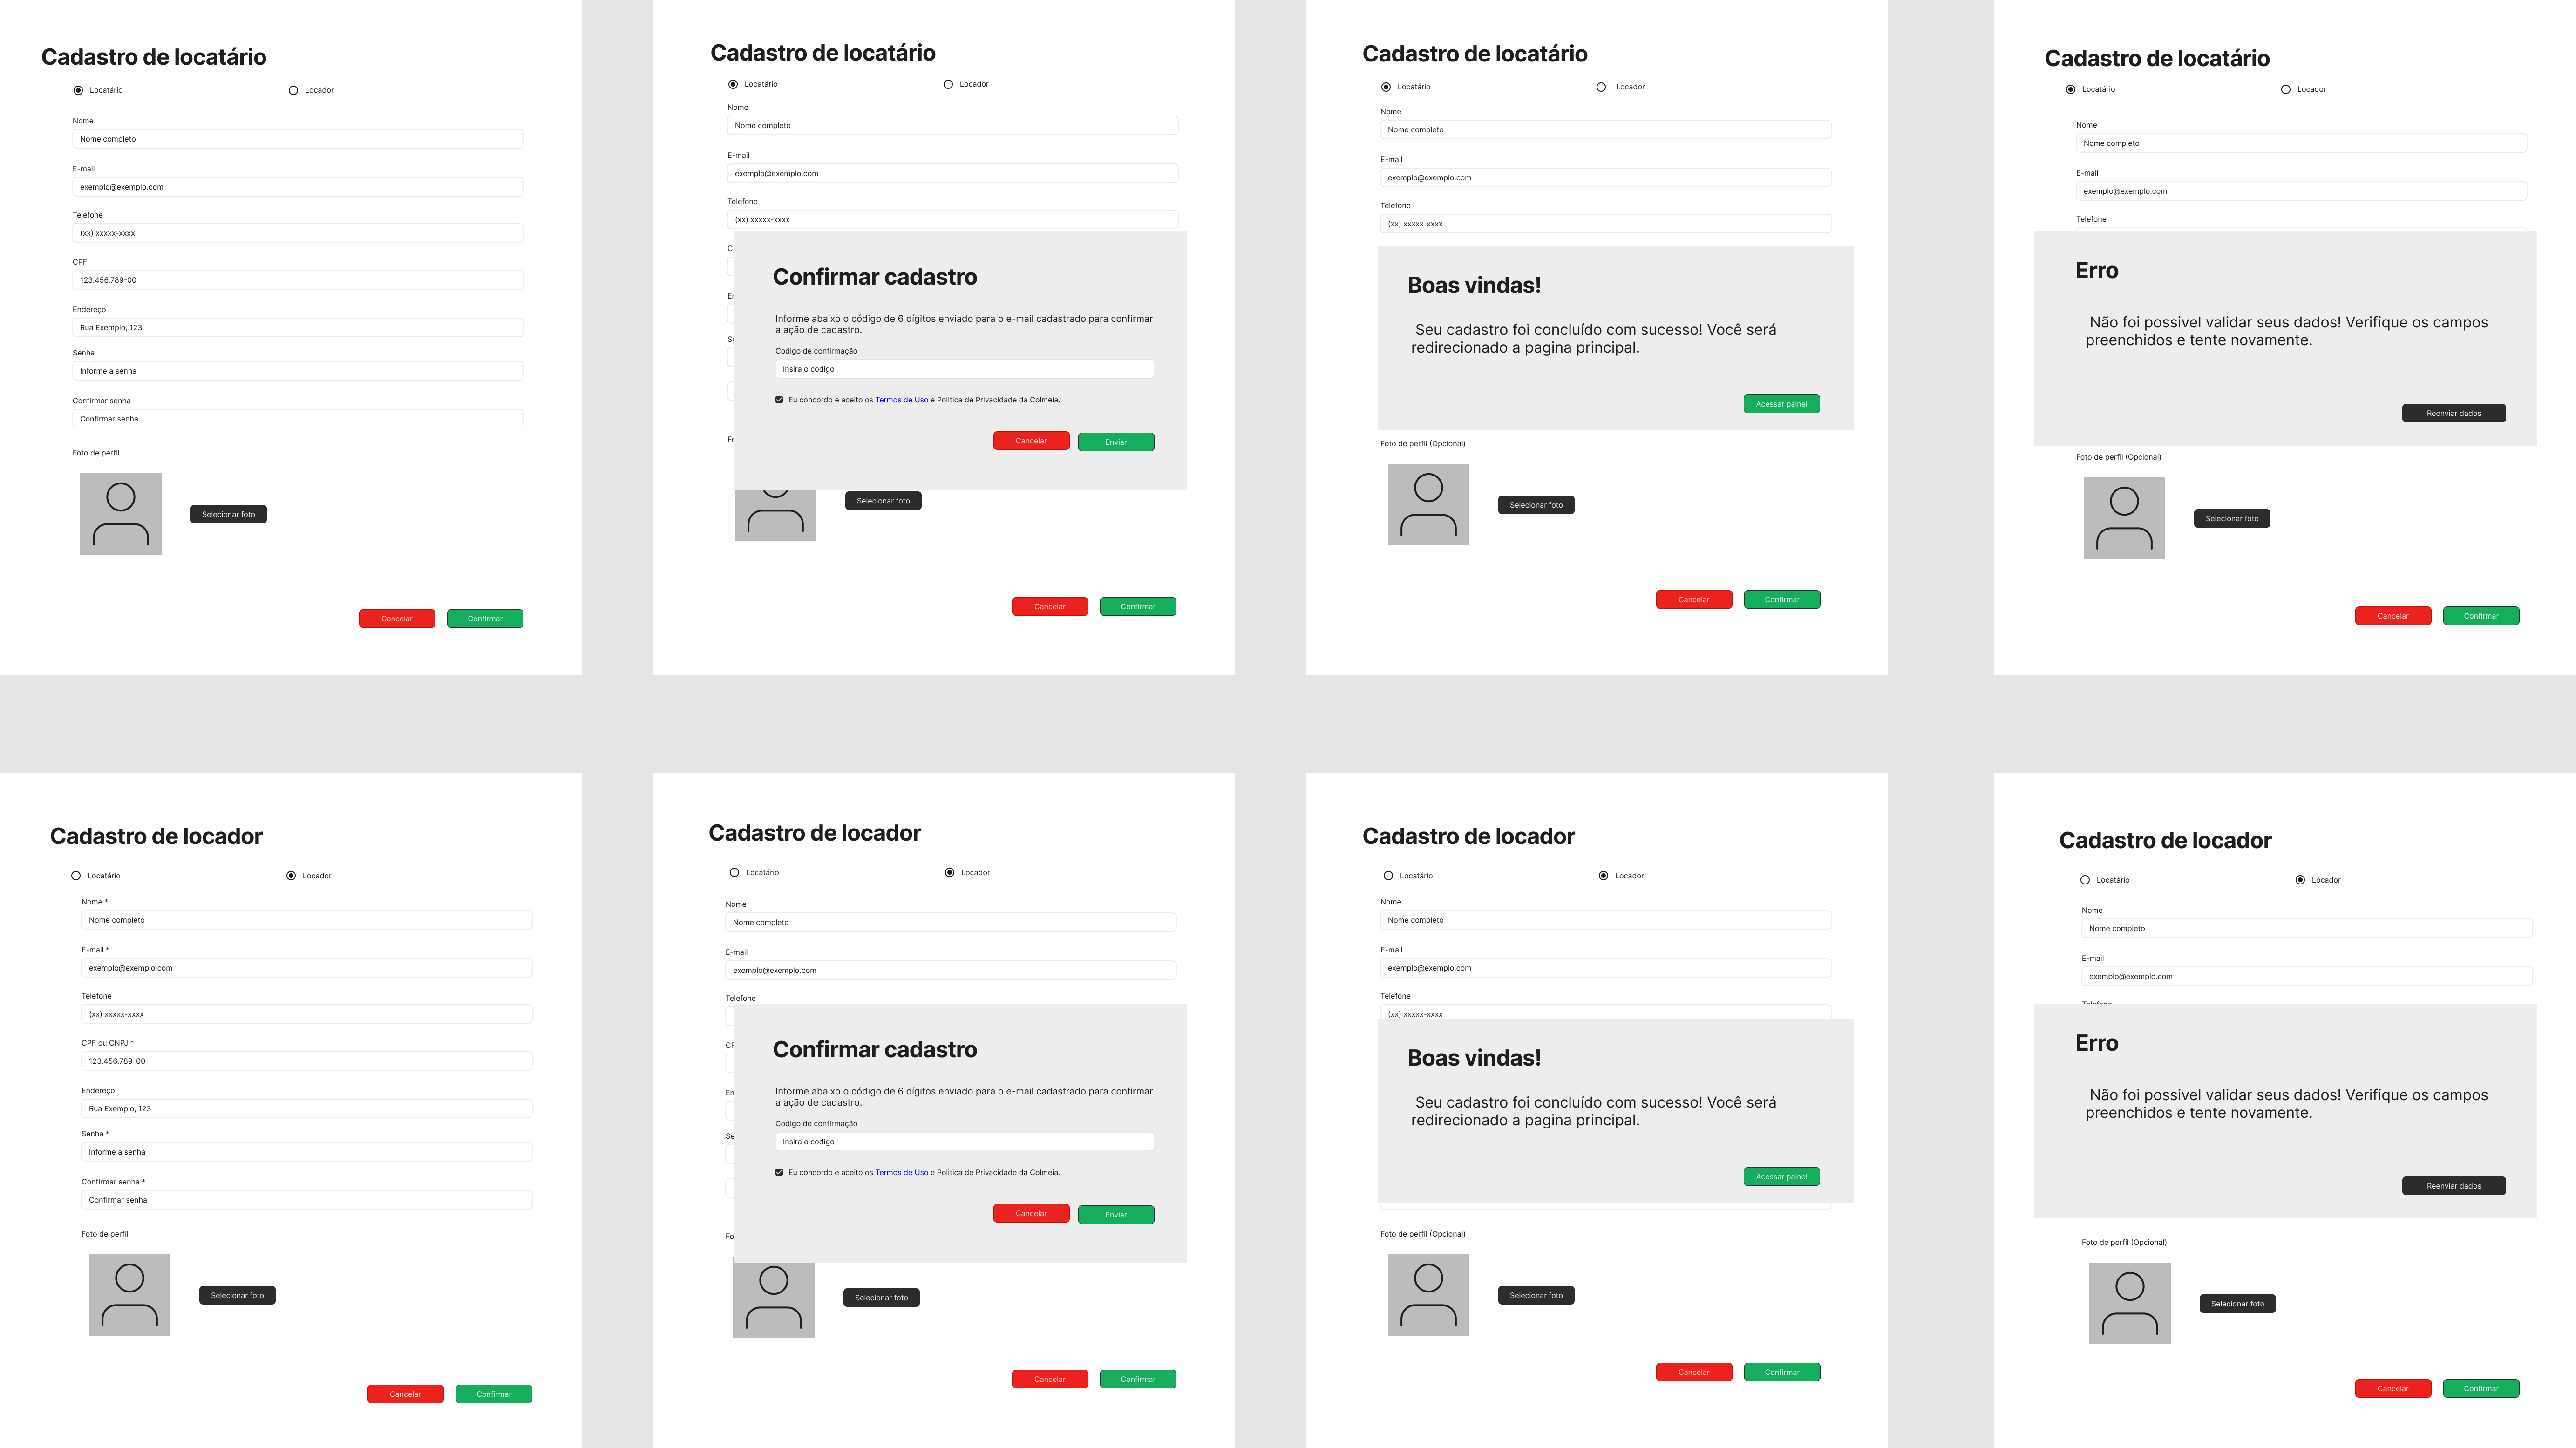 Cadastro de locatário
Locatário Locador
Nome
Nome completo
E-mail
exemplo@exemplo.com
Telefone
(xx) xxxxx-xxxx
CPF
123.456.789-00
Endereço
Rua Exemplo, 123
Senha
Informe a senha
Confirmar senha
Confirmar senha
Foto de perfil
Selecionar foto
Cancelar Confirmar
Cadastro de locatário
Locatário Locador
Nome
Nome completo
E-mail
exemplo@exemplo.com
Telefone
(xx) xxxxx-xxxx
C
Confirmar cadastro
Informe abaixo o código de 6 dígitos enviado para o e-mail cadastrado para confirmar
a ação de cadastro.
Codigo de confirmação
Insira o codigo
Eu concordo e aceito os Termos de Uso e Politica de Privacidade da Colmeia.
Cancelar Enviar
Fo
Selecionar foto
Cancelar Confirmar
Cadastro de locatário
Locatário Locador
Nome
Nome completo
E-mail
exemplo@exemplo.com
Telefone
(xx) xxxxx-xxxx
Boas vindas!
Seu cadastro foi concluído com sucesso! Você será
redirecionado a pagina principal.
Acessar painel
Foto de perfil (Opcional)
Selecionar foto
Cancelar Confirmar
Cadastro de locatário
Locatário Locador
Nome
Nome completo
E-mail
exemplo@exemplo.com
Telefone
Erro
Não foi possivel validar seus dados! Verifique os campos
preenchidos e tente novamente.
Reenviar dados
Foto de perfil (Opcional)
Selecionar foto
Cancelar Confirmar
Cadastro de locador
Locatário Locador
Nome *
Nome completo
E-mail *
exemplo@exemplo.com
Telefone
(xx) xxxxx-xxxx
CPF ou CNPJ *
123.456.789-00
Endereço
Rua Exemplo, 123
Senha *
Informe a senha
Confirmar senha *
Confirmar senha
Foto de perfil
Selecionar foto
Cancelar Confirmar
Cadastro de locador
Locatário Locador
Nome
Nome completo
E-mail
exemplo@exemplo.com
Telefone
Confirmar cadastro
Informe abaixo o código de 6 dígitos enviado para o e-mail cadastrado para confirmar
a ação de cadastro.
Codigo de confirmação
Insira o codigo
Eu concordo e aceito os Termos de Uso e Politica de Privacidade da Colmeia.
Cancelar Enviar
Fo
Selecionar foto
Cancelar Confirmar
Cadastro de locador
Locatário Locador
Nome
Nome completo
E-mail
exemplo@exemplo.com
Telefone
(xx) xxxxx-xxxx
Boas vindas!
Seu cadastro foi concluído com sucesso! Você será
redirecionado a pagina principal.
Acessar painel
Foto de perfil (Opcional)
Selecionar foto
Cancelar Confirmar
Cadastro de locador
Locatário Locador
Nome
Nome completo
E-mail
exemplo@exemplo.com
Erro
Não foi possivel validar seus dados! Verifique os campos
preenchidos e tente novamente.
Reenviar dados
Foto de perfil (Opcional)
Selecionar foto
Cancelar Confirmar